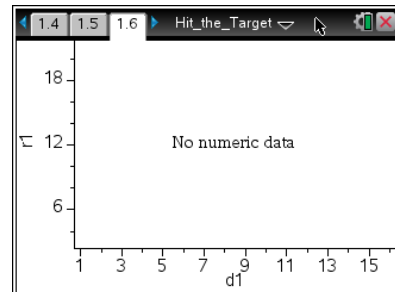 1.4 1.5 1.6 Hit_the_Target
18
12
6
r1
No numeric data
1 3 5 7 9 11 13 15
d1